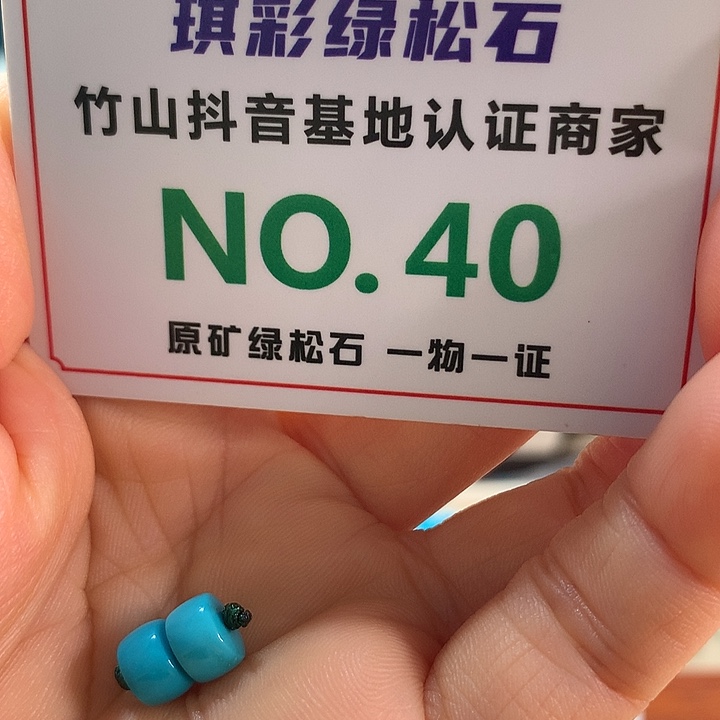 琪彩绿松石
竹山抖音基地认证商家
NO.40
原矿绿松石 一物一证